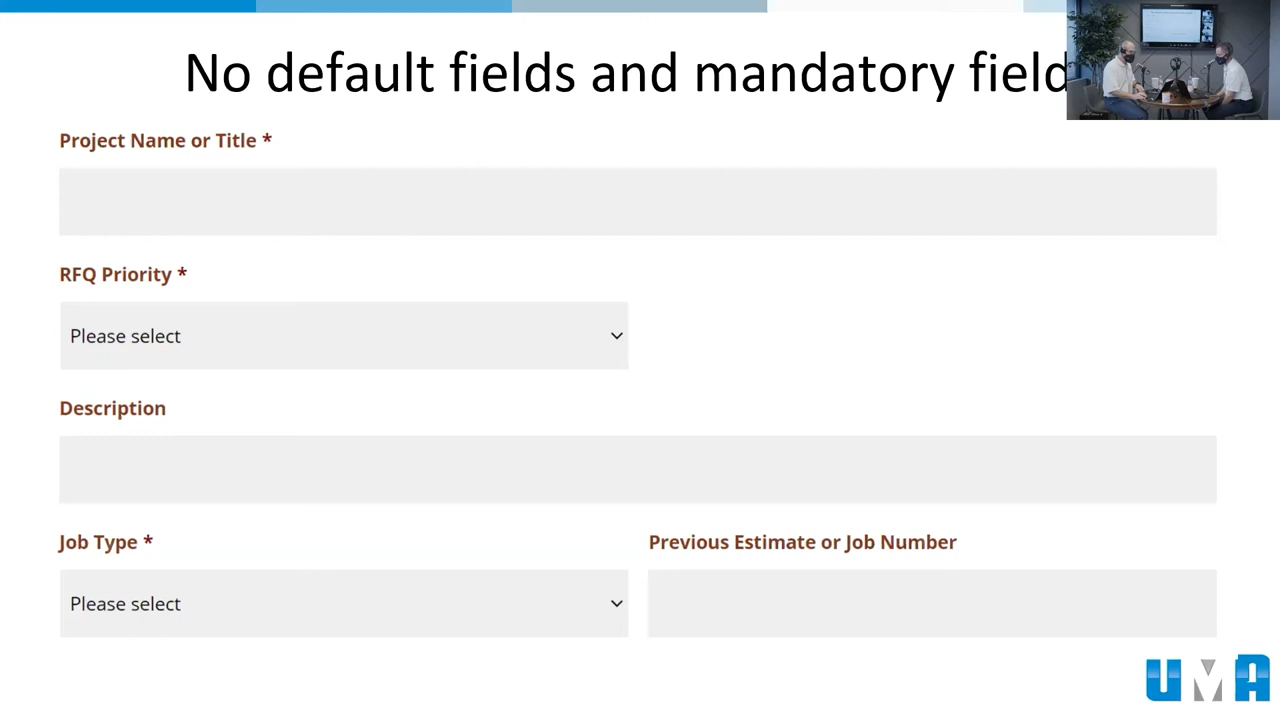 No default fields and mandatory field
Project Name or Title *
RFQ Priority *
Please select
Description
Job Type *
Previous Estimate or Job Number
Please select
UMA